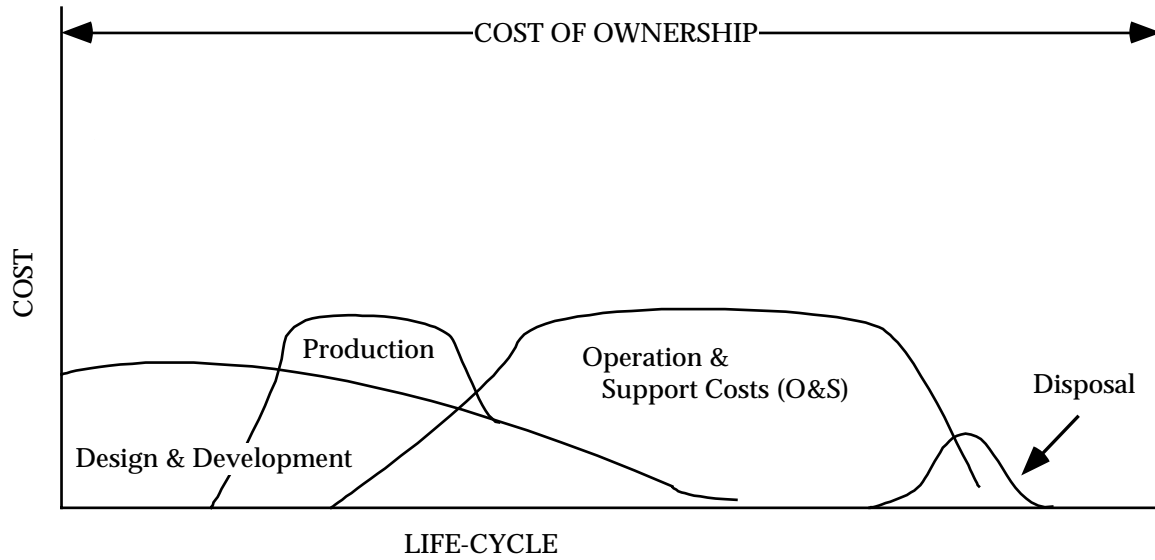 COST OF OWNERSHIP
COST
Production
Operation &
Support Costs (O&S)
Disposal
Design & Development
LIFE-CYCLE